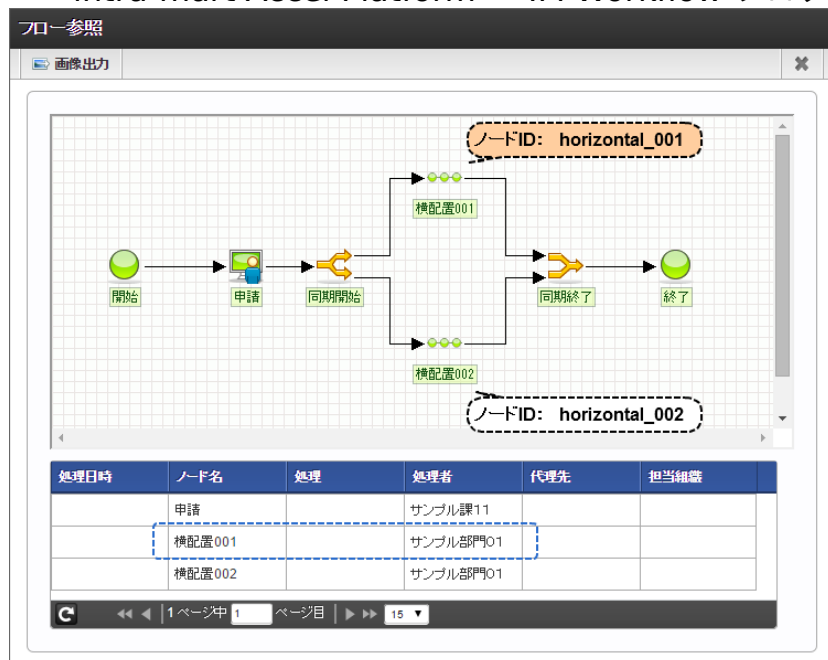 フロー参照
画像出力
ノードID: horizontal_001
横配置001
開始
申請
同期開始
同期終了
終了
横配置002
ノードID: horizontal_002
処理日時 ノード名 処理 処理者 代理先 担当組織
申請 サンプル課11
横配置001 サンプル部門01
横配置002 サンプル部門01
1 ページ中 1 ページ目 15